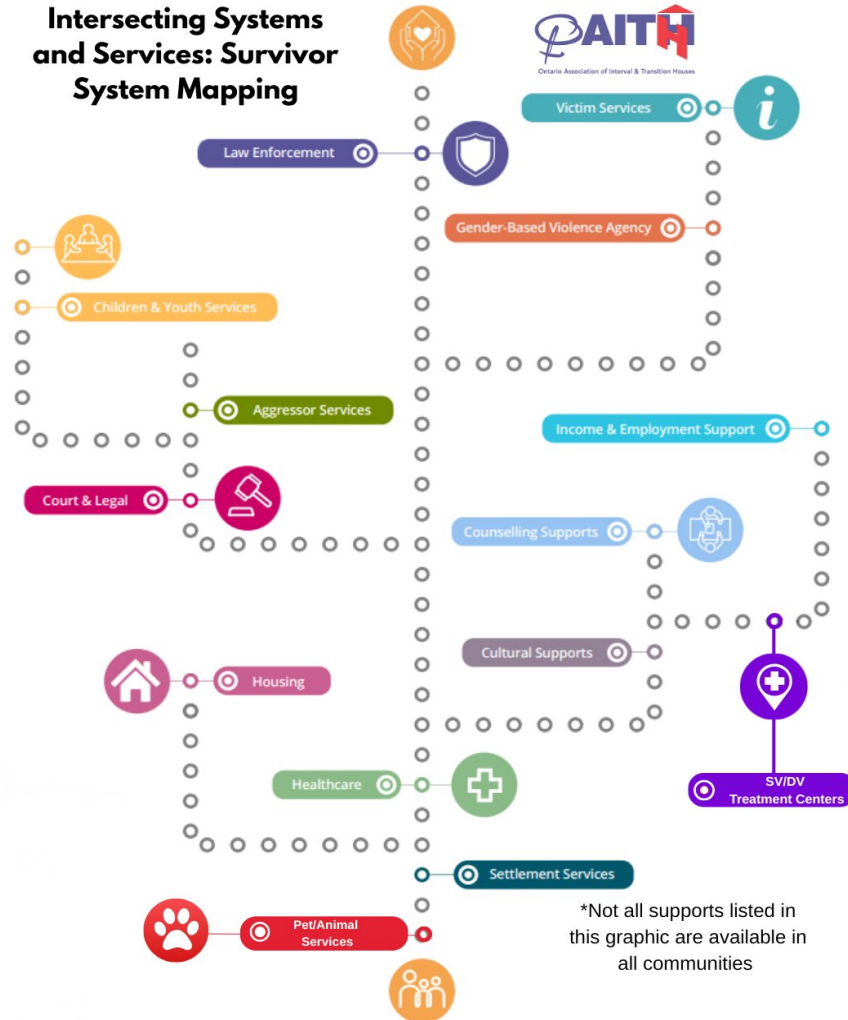 Intersecting Systems
and Services: Survivor
System Mapping
OAITH
Ontario Association of Interval & Transition Houses
Victim Services
i
Law Enforcement
Gender-Based Violence Agency
Children & Youth Services
Aggressor Services
Income & Employment Support
Court & Legal
Counselling Supports
Cultural Supports
Housing
Healthcare
SV/DV
Treatment Centers
Settlement Services
Pet/Animal
Services
*Not all supports listed in
this graphic are available in
all communities